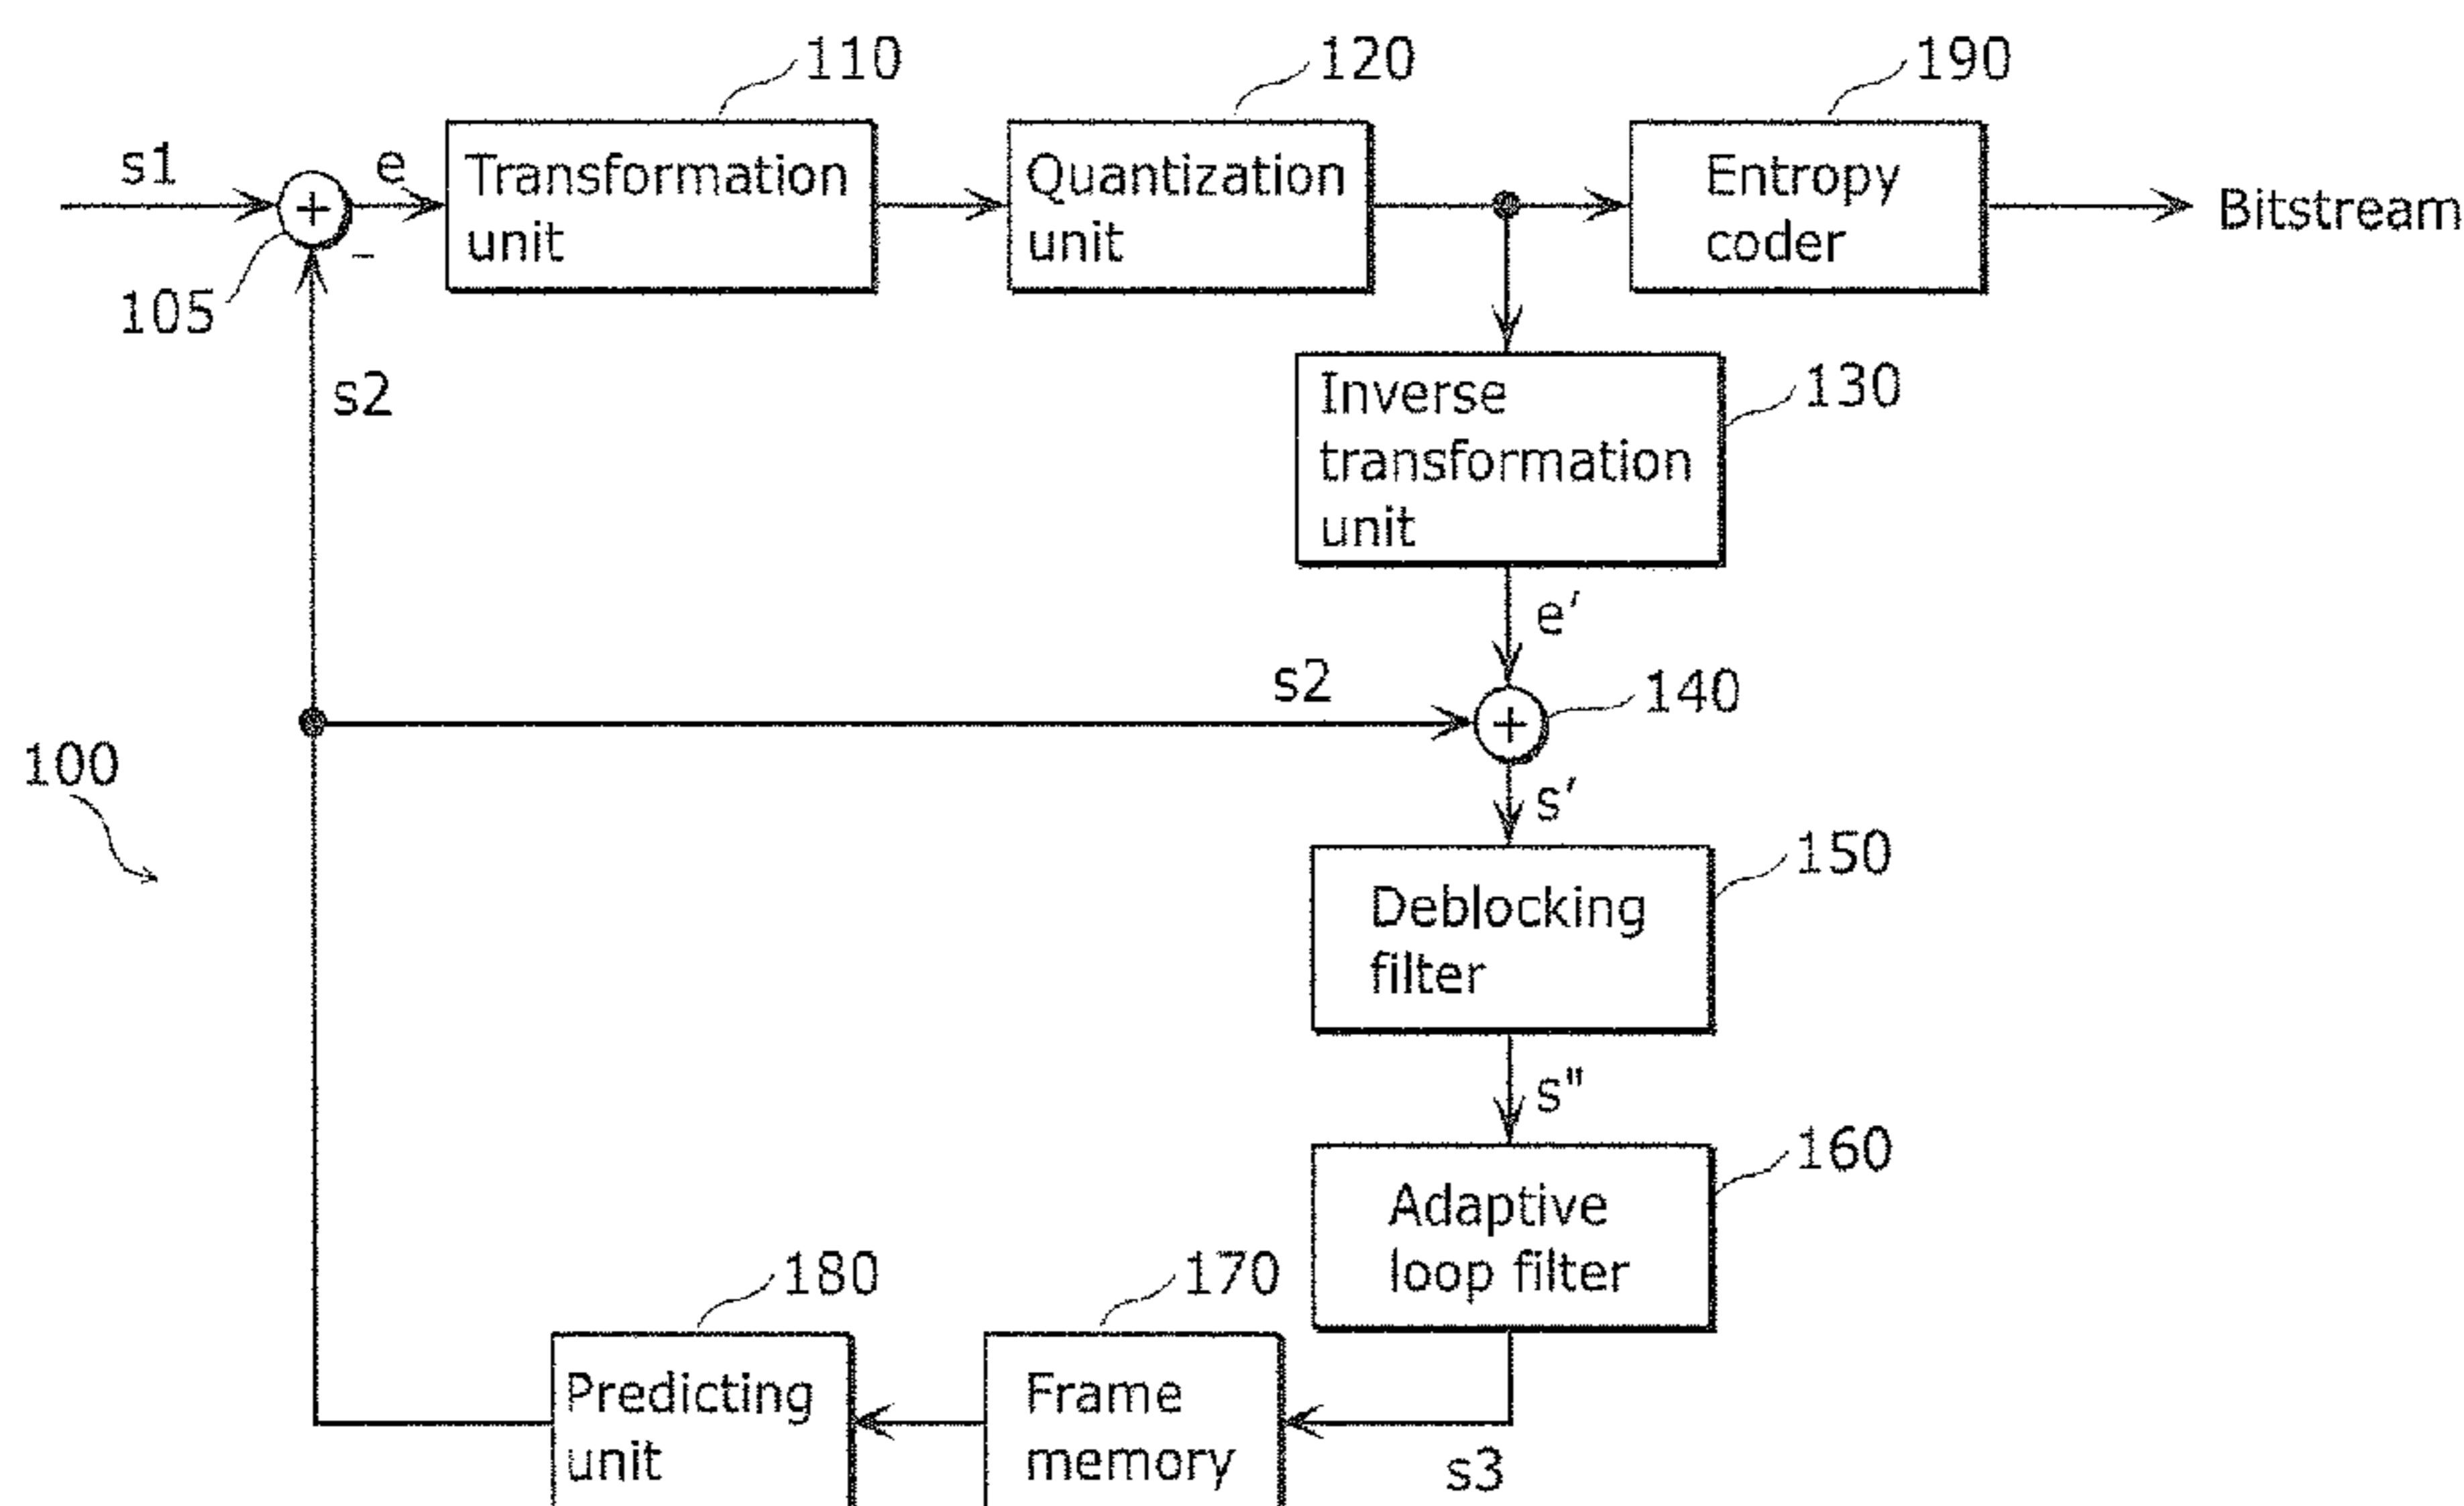 110
120
190
s1
e
Transformation
unit
Quantization
unit
Entropy
coder
Bitstream
+
-
105
s2
Inverse
transformation
unit
130
e′
s2
+
140
100
s′
Deblocking
filter
150
s"
Adaptive
loop filter
160
180
170
Predicting
unit
Frame
memory
s3